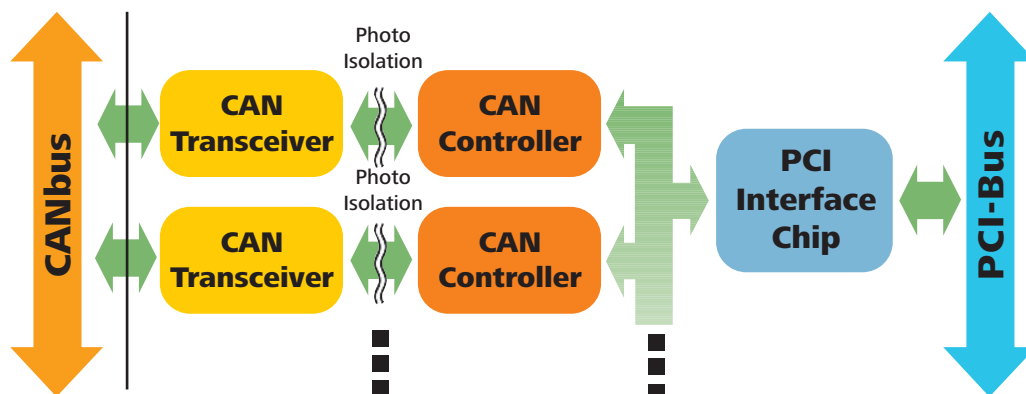 CANbus
CAN
Transceiver
Photo
Isolation
CAN
Controller
CAN
Transceiver
Photo
Isolation
CAN
Controller
PCI
Interface
Chip
PCI-Bus